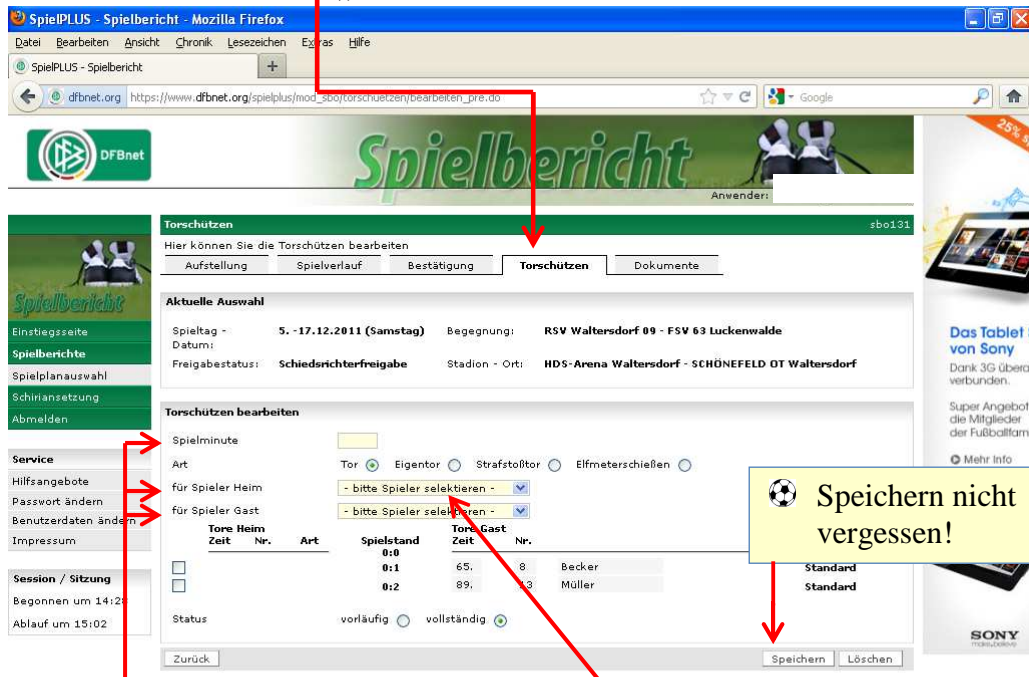 SpielPLUS - Spielbericht - Mozilla Firefox
Datei Bearbeiten Ansicht Chronik Lesezeichen Extras Hilfe
SpielPLUS - Spielbericht +
dfbnet.org https://www.dfbnet.org/spielplus/mod_sbo/torschuetzen/bearbeiten_pre.do Google
DFBnet
Spielbericht
Anwender:
25%
Torschützen sbo131
Hier können Sie die Torschützen bearbeiten
Aufstellung Spielverlauf Bestätigung Torschützen Dokumente
Spielbericht
Einstiegsseite
Spielberichte
Spielplanauswahl
Schiriansetzung
Abmelden
Service
Hilfsangebote
Passwort ändern
Benutzerdaten ändern
Impressum
Session / Sitzung
Begonnen um 14:28
Ablauf um 15:02
Aktuelle Auswahl
Spieltag - Datum: 5. -17.12.2011 (Samstag) Begegnung: RSV Waltersdorf 09 - FSV 63 Luckenwalde
Freigabestatus: Schiedsrichterfreigabe Stadion - Ort: HDS-Arena Waltersdorf - SCHÖNEFELD OT Waltersdorf
Torschützen bearbeiten
Spielminute
Art Tor Eigentor Strafstoßtor Elfmeterschießen
für Spieler Heim - bitte Spieler selektieren -
für Spieler Gast - bitte Spieler selektieren -
Tore Heim Tore Gast
Zeit Nr. Art Spielstand Zeit Nr.
0:0
0:1 65. 8 Becker Standard
0:2 89. 13 Müller Standard
Status vorläufig vollständig
Zurück Speichern Löschen
Speichern nicht
vergessen!
Das Tablet
von Sony
Dank 3G übera
verbunden.
Super Angebot
die Mitglieder
der Fußballfam
Mehr Info
SONY
make.believe